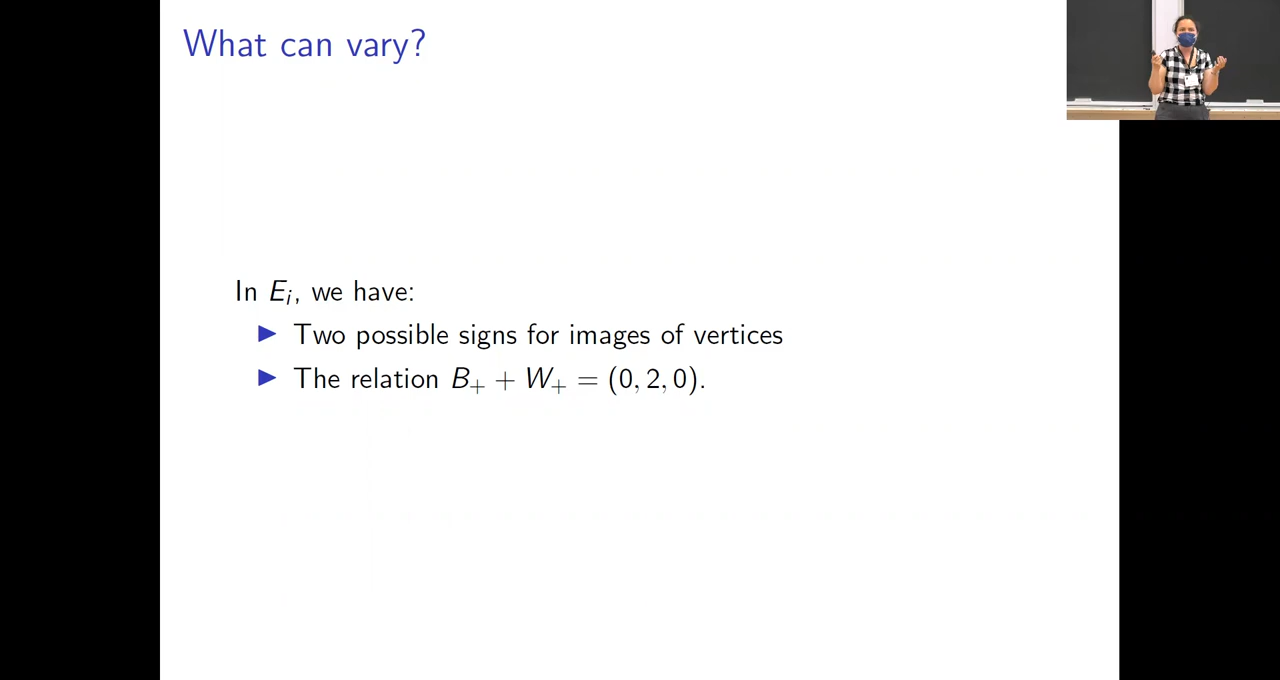 What can vary?
In Eᵢ, we have:
▶ Two possible signs for images of vertices
▶ The relation B₊ + W₊ = (0, 2, 0).